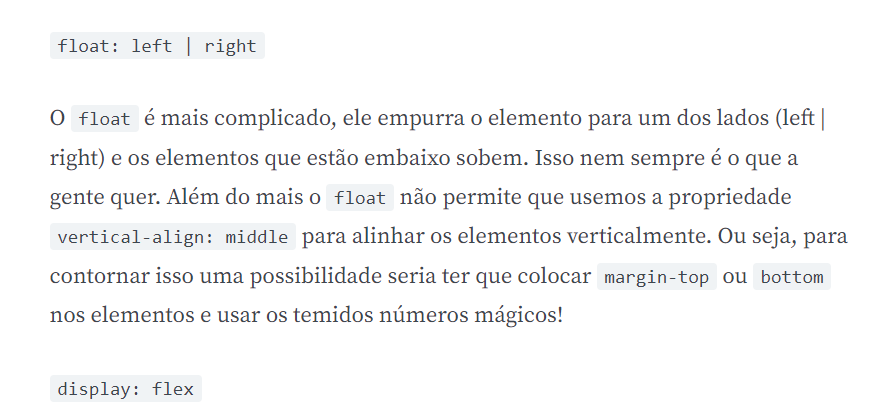 float: left | right
O float é mais complicado, ele empurra o elemento para um dos lados (left |
right) e os elementos que estão embaixo sobem. Isso nem sempre é o que a
gente quer. Além do mais o float não permite que usemos a propriedade
vertical-align: middle para alinhar os elementos verticalmente. Ou seja, para
contornar isso uma possibilidade seria ter que colocar margin-top ou bottom
nos elementos e usar os temidos números mágicos!
display: flex